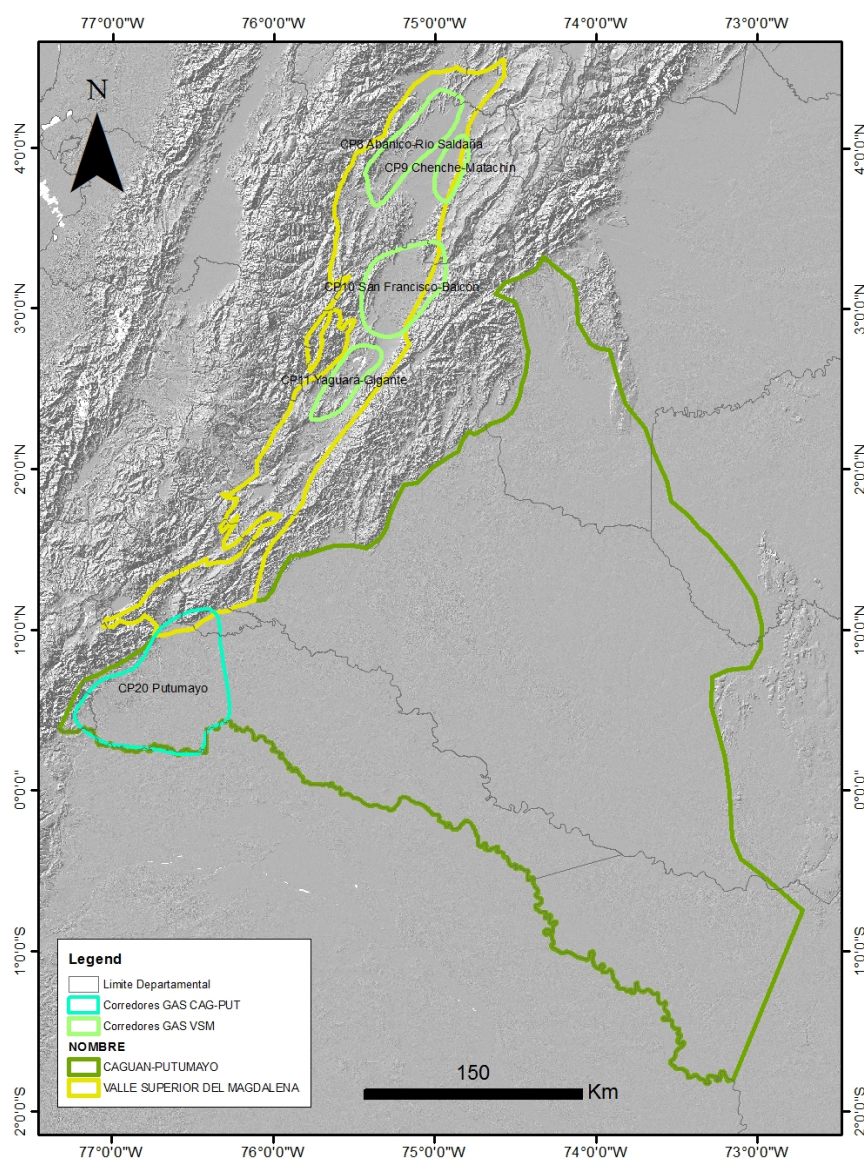 77°0'0"W 76°0'0"W 75°0'0"W 74°0'0"W 73°0'0"W
N
4°0'0"N 4°0'0"N
CP8 Abanico-Rio Saldaña
CP9 Chenche-Matachin
3°0'0"N 3°0'0"N
CP10 San Francisco-Balcon
CP11 Yaguara-Gigante
2°0'0"N 2°0'0"N
1°0'0"N 1°0'0"N
CP20 Putumayo
0°0'0" 0°0'0"
1°0'0"S 1°0'0"S
Legend
Limite Departamental
Corredores GAS CAG-PUT
Corredores GAS VSM
NOMBRE
CAGUAN-PUTUMAYO
VALLE SUPERIOR DEL MAGDALENA
150
Km
2°0'0"S 2°0'0"S
77°0'0"W 76°0'0"W 75°0'0"W 74°0'0"W 73°0'0"W